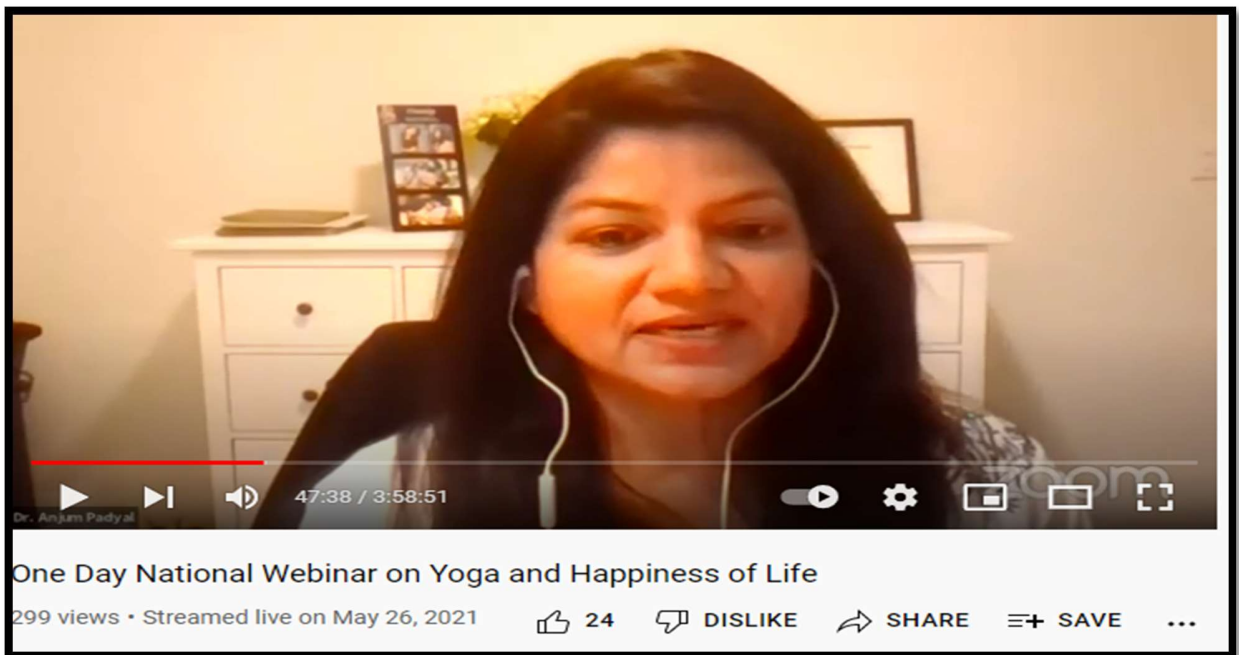 zoom
47:38 / 3:58:51
Dr. Anjum Padyal
One Day National Webinar on Yoga and Happiness of Life
299 views • Streamed live on May 26, 2021 24 DISLIKE SHARE SAVE ...